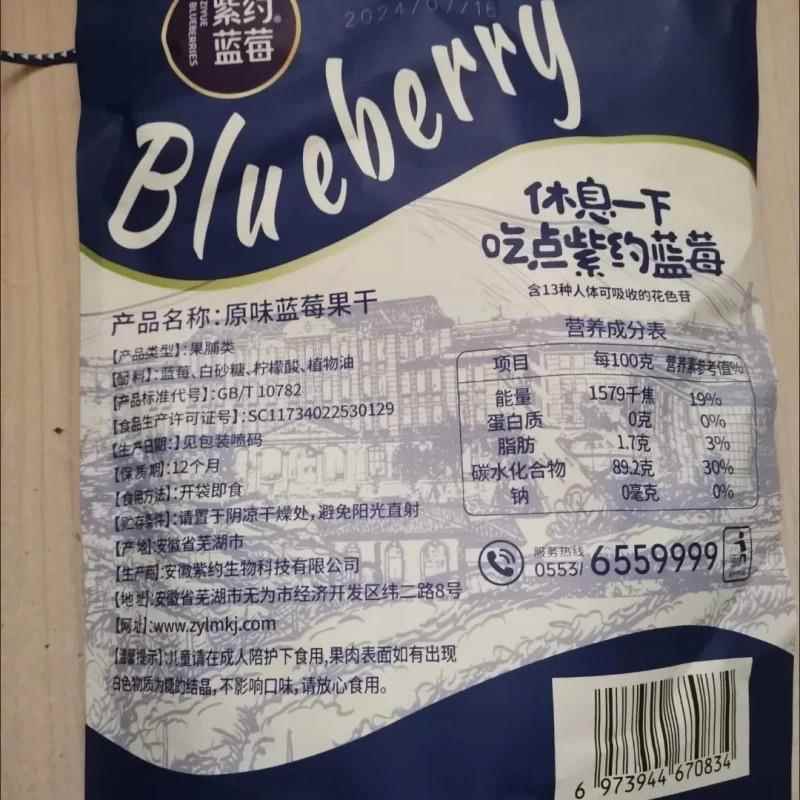 ZIYUE
BLUEBERRIES
紫约®
蓝莓
2024/07/16
Blueberry
休息一下
吃点紫约蓝莓
含13种人体可吸收的花色苷
产品名称:原味蓝莓果干
【产品类型】:果脯类
【配料】:蓝莓、白砂糖、柠檬酸、植物油
【产品标准代号】:GB/T 10782
【食品生产许可证号】:SC11734022530129
【生产日期:】见包装喷码
【保质期】:12个月
【食用方法】:开袋即食
【贮存条件】:请置于阴凉干燥处,避免阳光直射
【产 地】:安徽省芜湖市
【生产商】:安徽紫约生物科技有限公司
【地 址】:安徽省芜湖市无为市经济开发区纬二路8号
【网址】:www.zylmkj.com
【温馨提示】:儿童请在成人陪护下食用,果肉表面如有出现
白色物质为糖的结晶,不影响口味,请放心食用。
营养成分表
项目 每100克 营养素参考值%
能量 1579千焦 19%
蛋白质 0克 0%
脂肪 1.7克 3%
碳水化合物 89.2克 30%
钠 0毫克 0%
服务热线
0553/ 6559999
6 973944 670834